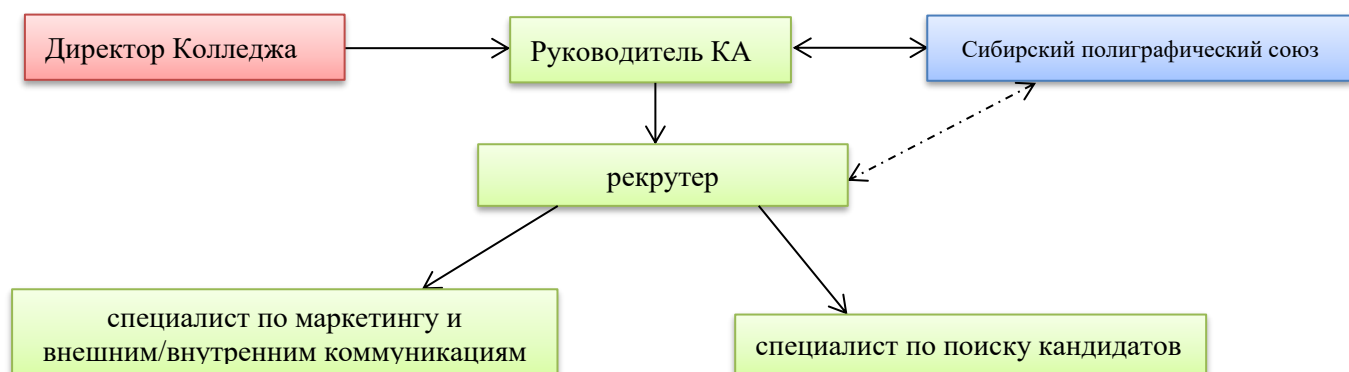 Директор Колледжа
Руководитель КА
Сибирский полиграфический союз
рекрутер
специалист по маркетингу и
внешним/внутренним коммуникациям
специалист по поиску кандидатов